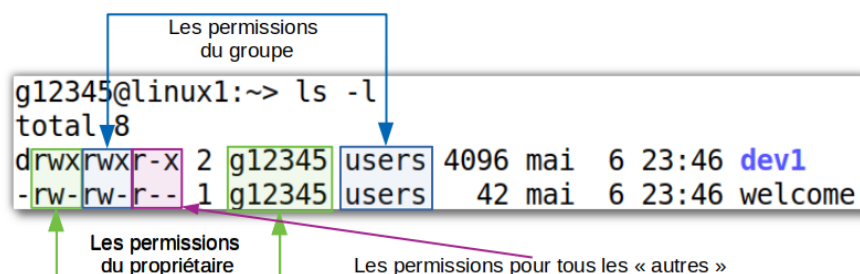 Les permissions
du groupe
g12345@linux1:~> ls -l
total 8
drwxrwxr-x 2 g12345 users 4096 mai  6 23:46 dev1
-rw-rw-r-- 1 g12345 users   42 mai  6 23:46 welcome
Les permissions
du propriétaire
Les permissions pour tous les « autres »